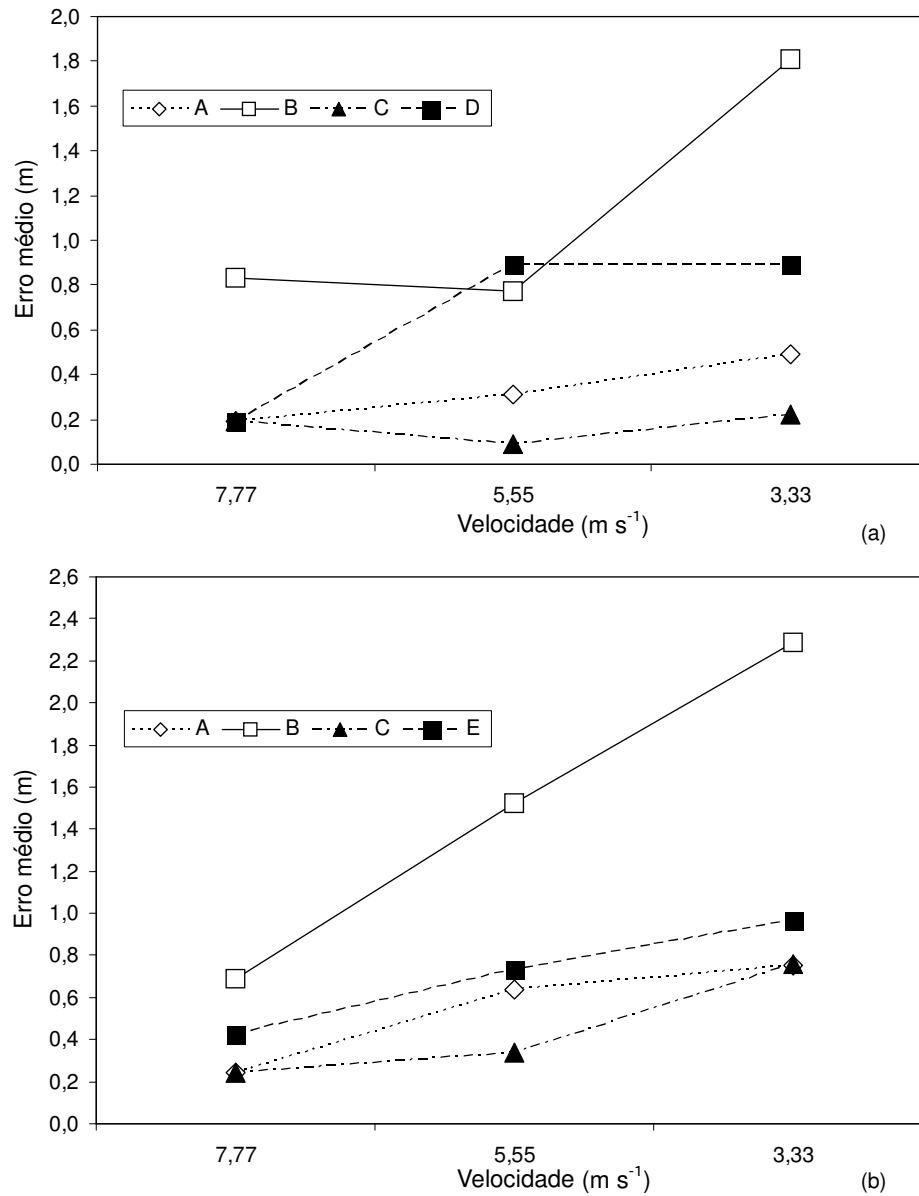 2,0
1,8
1,6
1,4
1,2
1,0
0,8
0,6
0,4
0,2
0,0
Erro médio (m)
A B C D
7,77 5,55 3,33
Velocidade (m s⁻¹)
(a)
2,6
2,4
2,2
2,0
1,8
1,6
1,4
1,2
1,0
0,8
0,6
0,4
0,2
0,0
Erro médio (m)
A B C E
7,77 5,55 3,33
Velocidade (m s⁻¹)
(b)